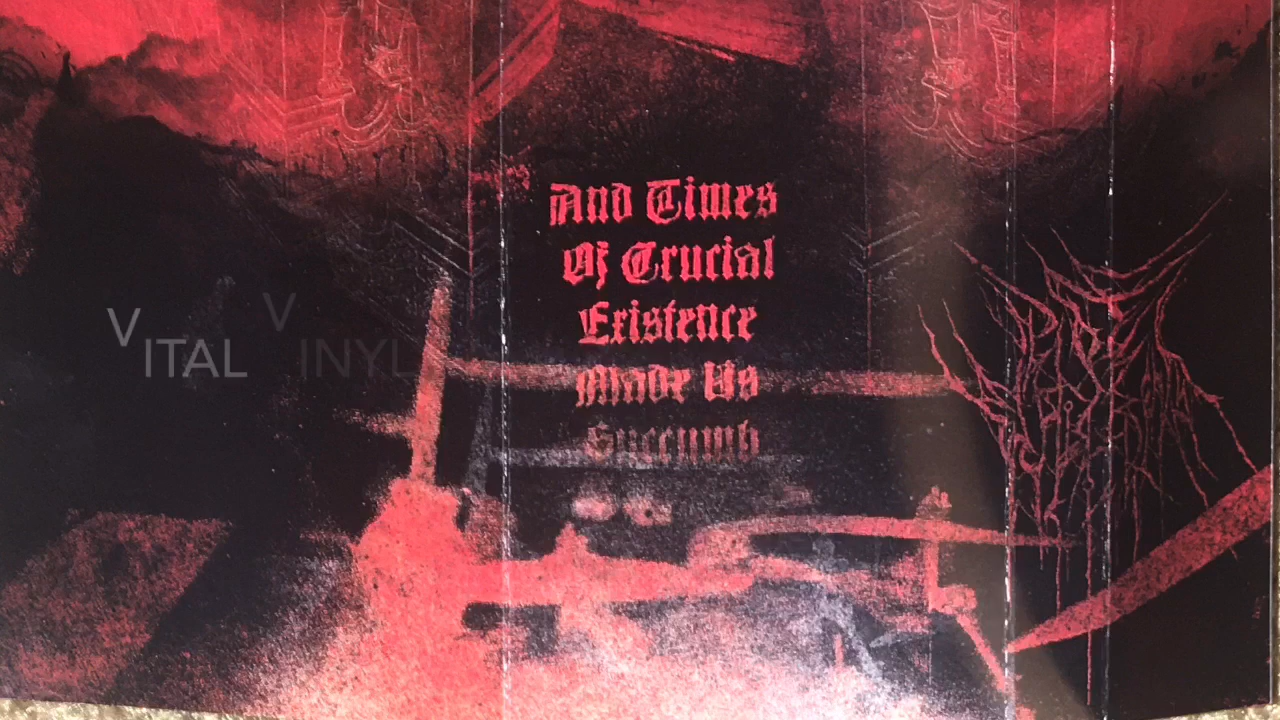 And Times
Of Crucial
Existence
Made Us
Succumb
VITAL VINYL